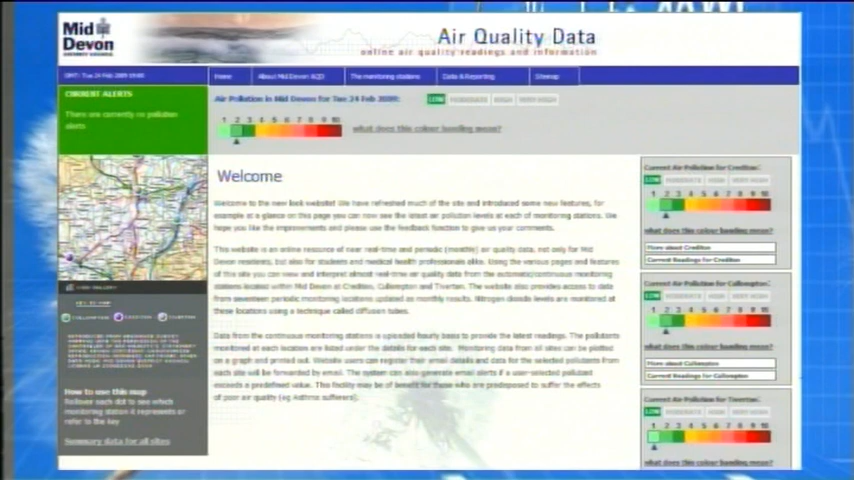 Mid
Devon
Air Quality Data
online air quality readings and information
GMT: Tue 24 Feb 2009
Home
About Mid Devon AQD
The monitoring stations
Data & Reporting
Sitemap
CURRENT ALERTS
There are currently no pollution
alerts
Air Pollution in Mid Devon for Tue 24 Feb 2009:
LOW MODERATE HIGH VERY HIGH
1 2 3 4 5 6 7 8 9 10
what does this colour banding mean?
Welcome
Welcome to the new look website! We have refreshed much of the site and introduced some new features, for
example at a glance on this page you can now see the latest air pollution levels at each of monitoring stations. We
hope you like the improvements and please use the feedback function to give us your comments.
This website is an online resource of near real-time and periodic (monthly) air quality data, not only for Mid
Devon residents, but also for students and medical health professionals alike. Using the various pages and features
of this site you can view and interpret almost real-time air quality data from the automatic/continuous monitoring
stations located within Mid Devon at Crediton, Cullompton and Tiverton. The website also provides access to data
from seventeen periodic monitoring locations updated as monthly results. Nitrogen dioxide levels are monitored at
these locations using a technique called diffusion tubes.
Data from the continuous monitoring stations is uploaded hourly basis to provide the latest readings. The pollutants
monitored at each location are listed under the details for each site. Monitoring data from all sites can be plotted
on a graph and printed out. Website users can register their email details and data for the selected pollutants from
each site will be forwarded by email. The system can also generate email alerts if a user-selected pollutant
exceeds a predefined value. This facility may be of benefit for those who are predisposed to suffer the effects
of poor air quality (eg Asthma sufferers).
KEY TO MAP
CULLOMPTON CREDITON TIVERTON
How to use this map
Rollover each dot to see which
monitoring station it represents or
refer to the key
Summary data for all sites
Current Air Pollution for Crediton:
LOW MODERATE HIGH VERY HIGH
1 2 3 4 5 6 7 8 9 10
what does this colour banding mean?
More about Crediton
Current Readings for Crediton
Current Air Pollution for Cullompton:
LOW MODERATE HIGH VERY HIGH
1 2 3 4 5 6 7 8 9 10
what does this colour banding mean?
More about Cullompton
Current Readings for Cullompton
Current Air Pollution for Tiverton:
LOW MODERATE HIGH VERY HIGH
1 2 3 4 5 6 7 8 9 10
what does this colour banding mean?